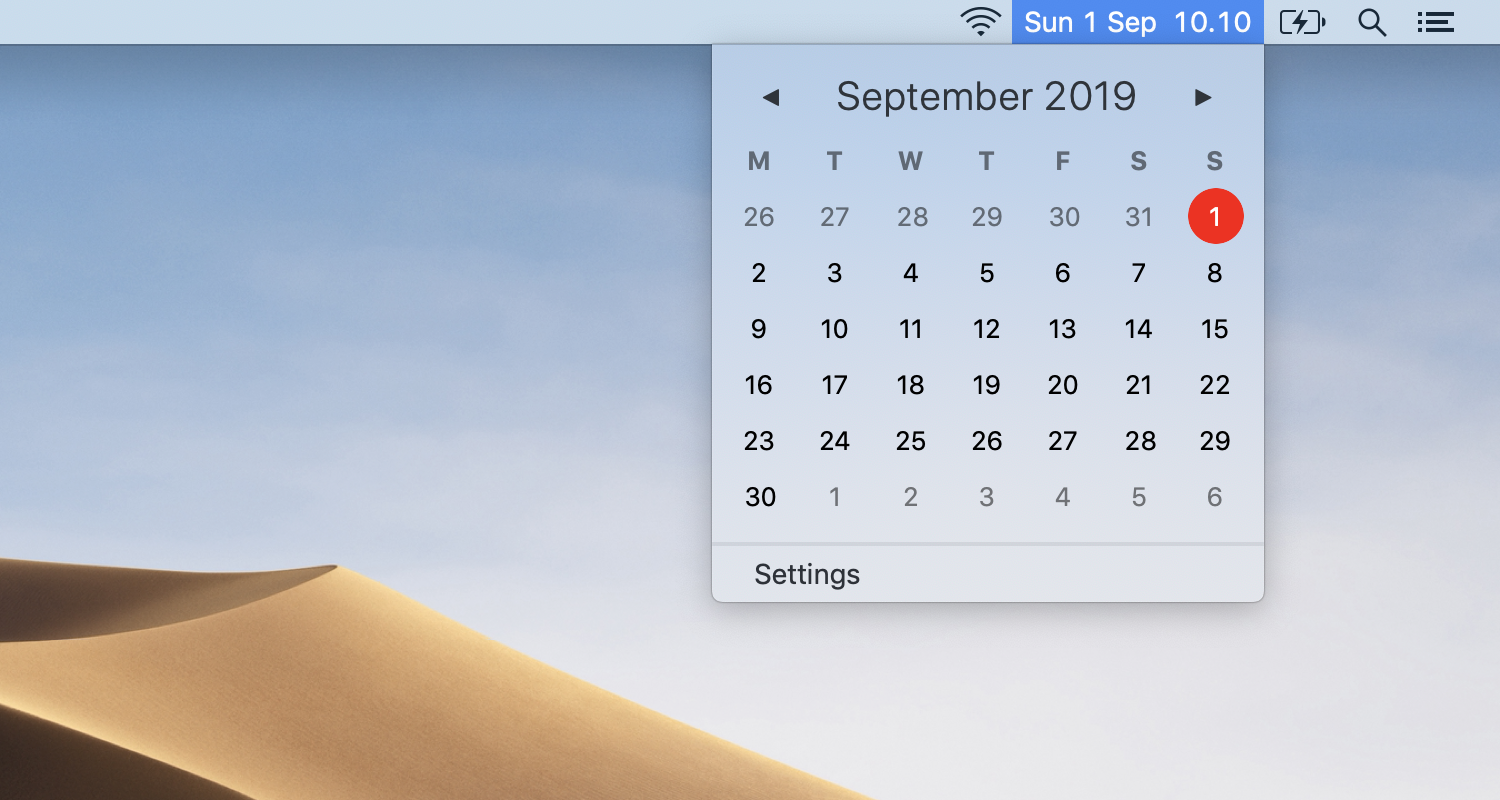 Sun 1 Sep 10.10
September 2019
M T W T F S S
26 27 28 29 30 31 1
2 3 4 5 6 7 8
9 10 11 12 13 14 15
16 17 18 19 20 21 22
23 24 25 26 27 28 29
30 1 2 3 4 5 6
Settings